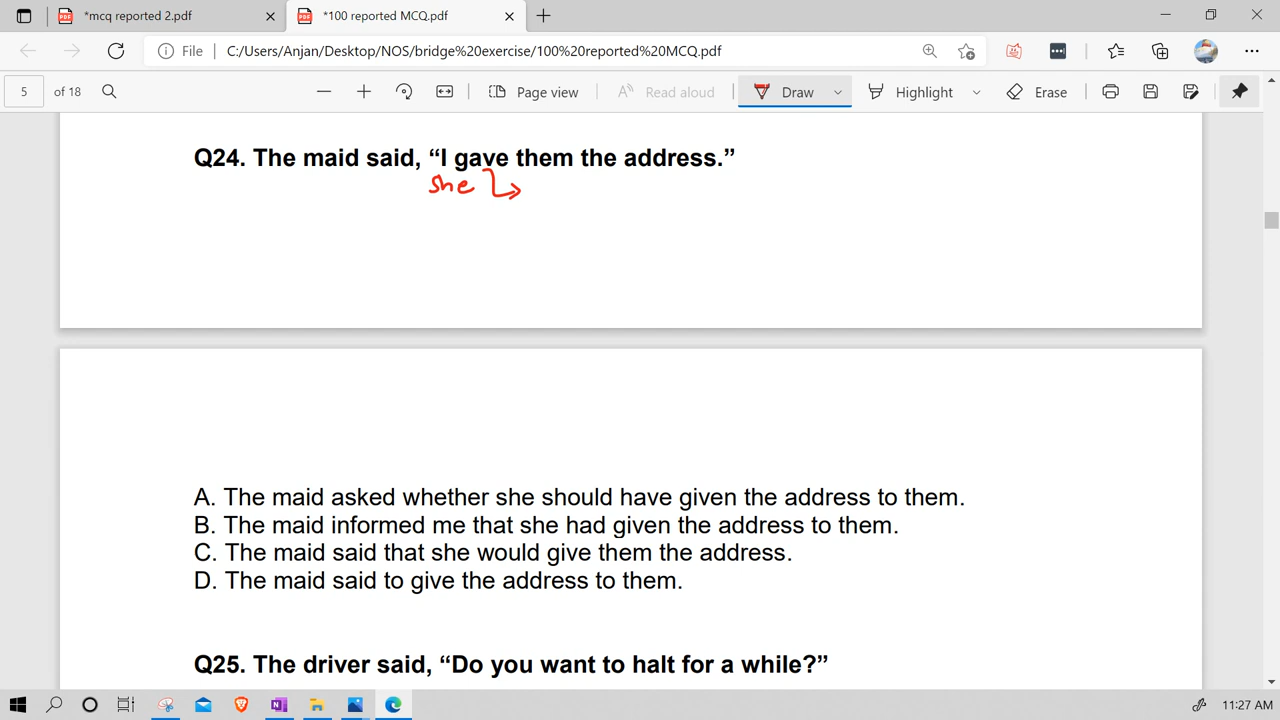 *mcq reported 2.pdf
*100 reported MCQ.pdf
File
C:/Users/Anjan/Desktop/NOS/bridge%20exercise/100%20reported%20MCQ.pdf
5 of 18
Page view
Read aloud
Draw
Highlight
Erase
Q24. The maid said, “I gave them the address.”
she
A. The maid asked whether she should have given the address to them.
B. The maid informed me that she had given the address to them.
C. The maid said that she would give them the address.
D. The maid said to give the address to them.
Q25. The driver said, “Do you want to halt for a while?”
11:27 AM